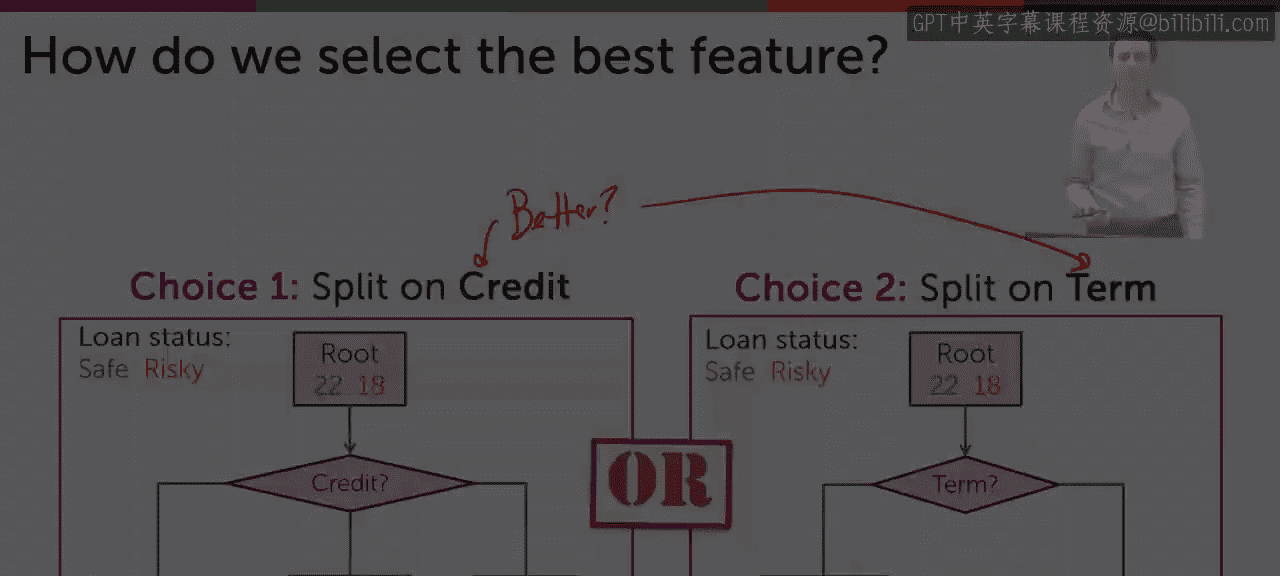 GPT中英字幕课程资源@bilibili.com
How do we select the best feature?
Better?
Choice 1: Split on Credit
Choice 2: Split on Term
Loan status:
Safe Risky
Root
22 18
Credit?
OR
Loan status:
Safe Risky
Root
22 18
Term?